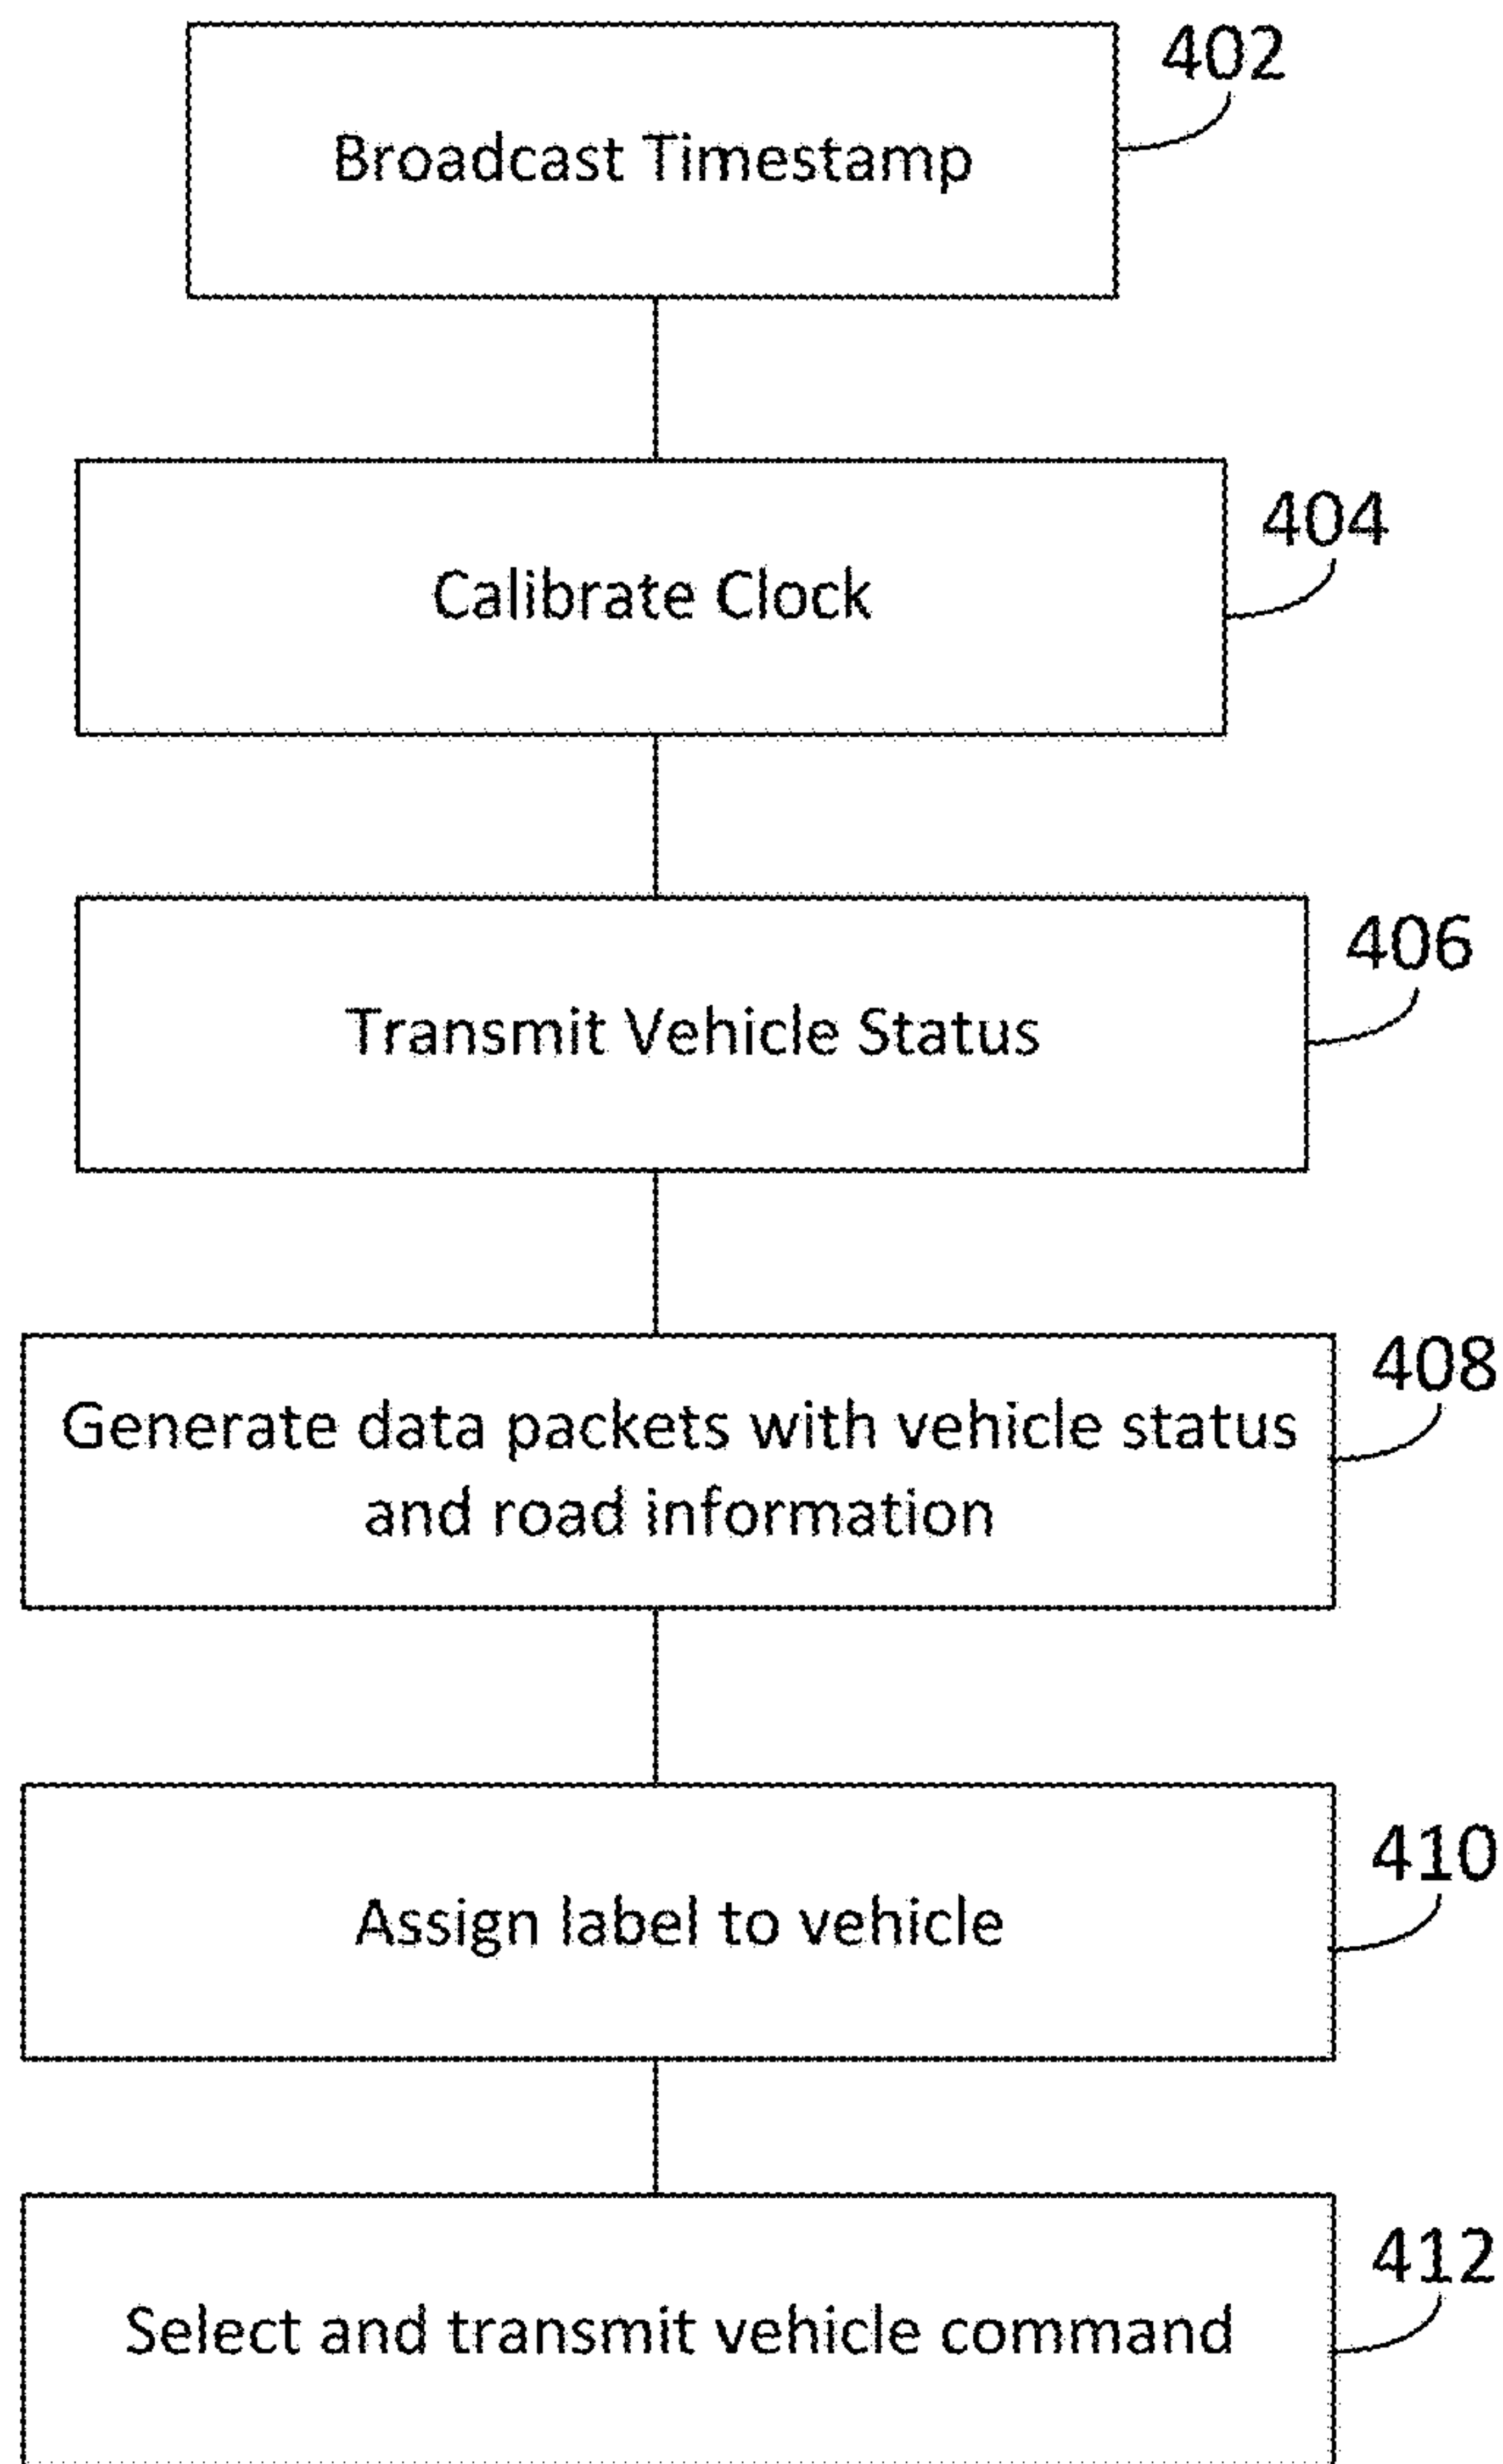 402
Broadcast Timestamp
404
Calibrate Clock
406
Transmit Vehicle Status
408
Generate data packets with vehicle status
and road information
410
Assign label to vehicle
412
Select and transmit vehicle command